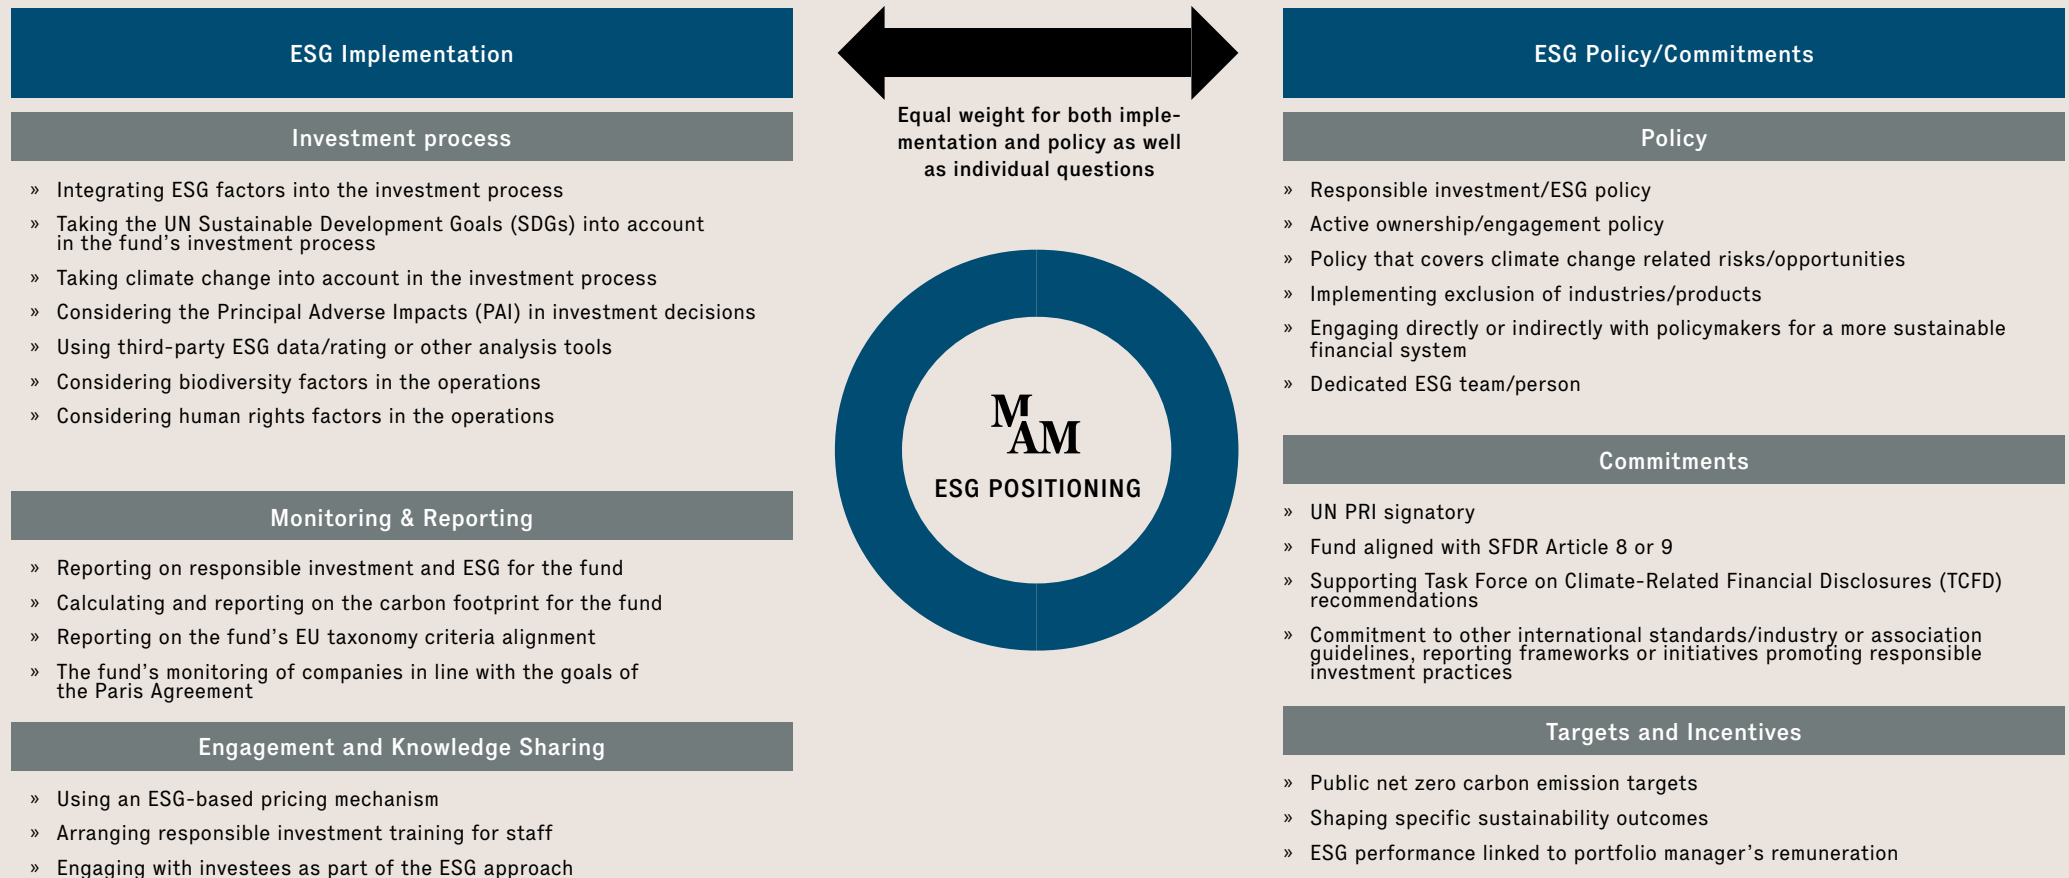 ESG Implementation
Investment process
» Integrating ESG factors into the investment process
» Taking the UN Sustainable Development Goals (SDGs) into account
in the fund's investment process
» Taking climate change into account in the investment process
» Considering the Principal Adverse Impacts (PAI) in investment decisions
» Using third-party ESG data/rating or other analysis tools
» Considering biodiversity factors in the operations
» Considering human rights factors in the operations
Monitoring & Reporting
» Reporting on responsible investment and ESG for the fund
» Calculating and reporting on the carbon footprint for the fund
» Reporting on the fund's EU taxonomy criteria alignment
» The fund's monitoring of companies in line with the goals of
the Paris Agreement
Engagement and Knowledge Sharing
» Using an ESG-based pricing mechanism
» Arranging responsible investment training for staff
» Engaging with investees as part of the ESG approach
Equal weight for both imple-
mentation and policy as well
as individual questions
M
AM
ESG POSITIONING
ESG Policy/Commitments
Policy
» Responsible investment/ESG policy
» Active ownership/engagement policy
» Policy that covers climate change related risks/opportunities
» Implementing exclusion of industries/products
» Engaging directly or indirectly with policymakers for a more sustainable
financial system
» Dedicated ESG team/person
Commitments
» UN PRI signatory
» Fund aligned with SFDR Article 8 or 9
» Supporting Task Force on Climate-Related Financial Disclosures (TCFD)
recommendations
» Commitment to other international standards/industry or association
guidelines, reporting frameworks or initiatives promoting responsible
investment practices
Targets and Incentives
» Public net zero carbon emission targets
» Shaping specific sustainability outcomes
» ESG performance linked to portfolio manager's remuneration